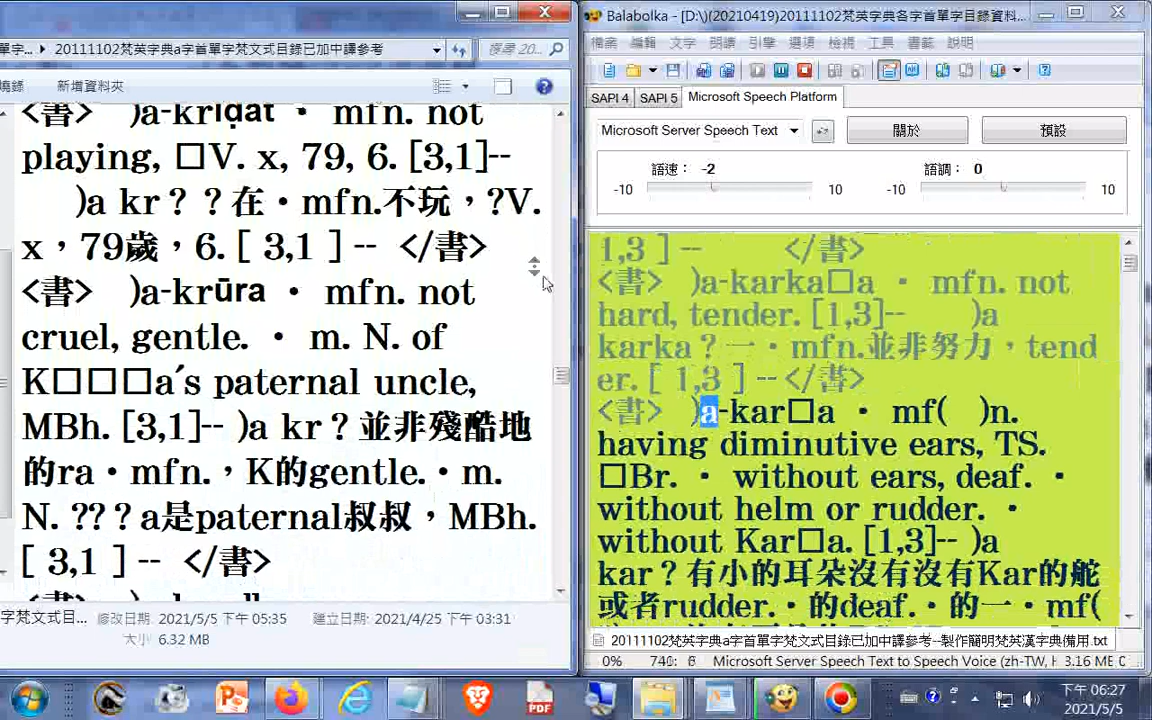 單字... ▸ 20111102梵英字典a字首單字梵文式目錄已加中譯參考
搜尋 20...
燒錄 新增資料夾
<書> )a-kriḍat • mfn. not
playing, □V. x, 79, 6. [3,1]--
)a kr？？在•mfn.不玩，?V.
x，79歲，6. [ 3,1 ] -- </書>
<書> )a-krūra • mfn. not
cruel, gentle. • m. N. of
K□□□a´s paternal uncle,
MBh. [3,1]-- )a kr？並非殘酷地
的ra•mfn.，K的gentle.•m.
N. ??？a是paternal叔叔，MBh.
[ 3,1 ] -- </書>
字梵文式目... 修改日期: 2021/5/5 下午 05:35 建立日期: 2021/4/25 下午 03:31
大小: 6.32 MB
Balabolka - [D:\)(20210419)20111102梵英字典各字首單字目錄資料...
檔案 編輯 文字 朗讀 引擎 選項 檢視 工具 書籤 說明
SAPI 4 SAPI 5 Microsoft Speech Platform
Microsoft Server Speech Text 關於 預設
語速： -2 語調： 0
-10 10 -10 10
1,3 ] -- </書>
<書> )a-karka□a • mfn. not
hard, tender. [1,3]-- )a
karka？一•mfn.並非努力，tend
er. [ 1,3 ] --</書>
<書> )a-kar□a • mf( )n.
having diminutive ears, TS.
□Br. • without ears, deaf. •
without helm or rudder. •
without Kar□a. [1,3]-- )a
kar？有小的耳朵沒有沒有Kar的舵
或者rudder.•的deaf.•的一•mf(
20111102梵英字典a字首單字梵文式目錄已加中譯參考--製作簡明梵英漢字典備用.txt
0% 740: 6 Microsoft Server Speech Text to Speech Voice (zh-TW, H 3.16 MB C
下午 06:27
2021/5/5